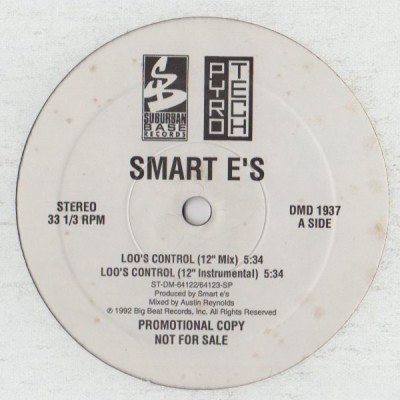 SUBURBAN
BASE
RECORDS
PYRO
TECH
SMART E'S
STEREO
33 1/3 RPM
DMD 1937
A SIDE
LOO'S CONTROL (12" Mix) 5:34
LOO'S CONTROL (12" Instrumental) 5:34
ST-DM-64122/64123-SP
Produced by Smart e's
Mixed by Austin Reynolds
℗ 1992 Big Beat Records, Inc. All Rights Reserved
PROMOTIONAL COPY
NOT FOR SALE